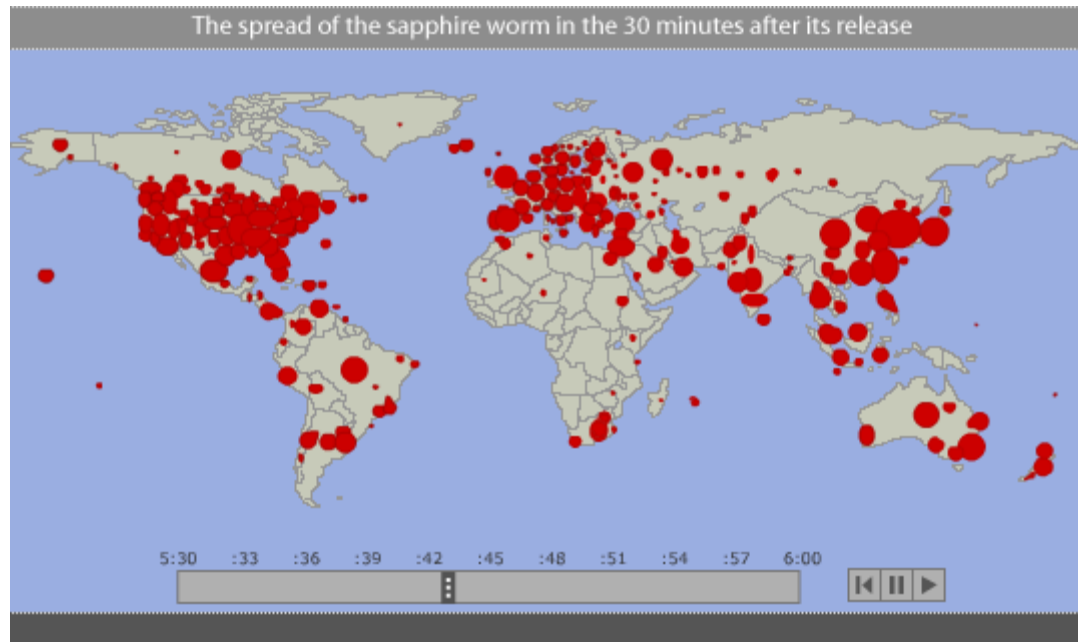 The spread of the sapphire worm in the 30 minutes after its release
5:30 :33 :36 :39 :42 :45 :48 :51 :54 :57 6:00